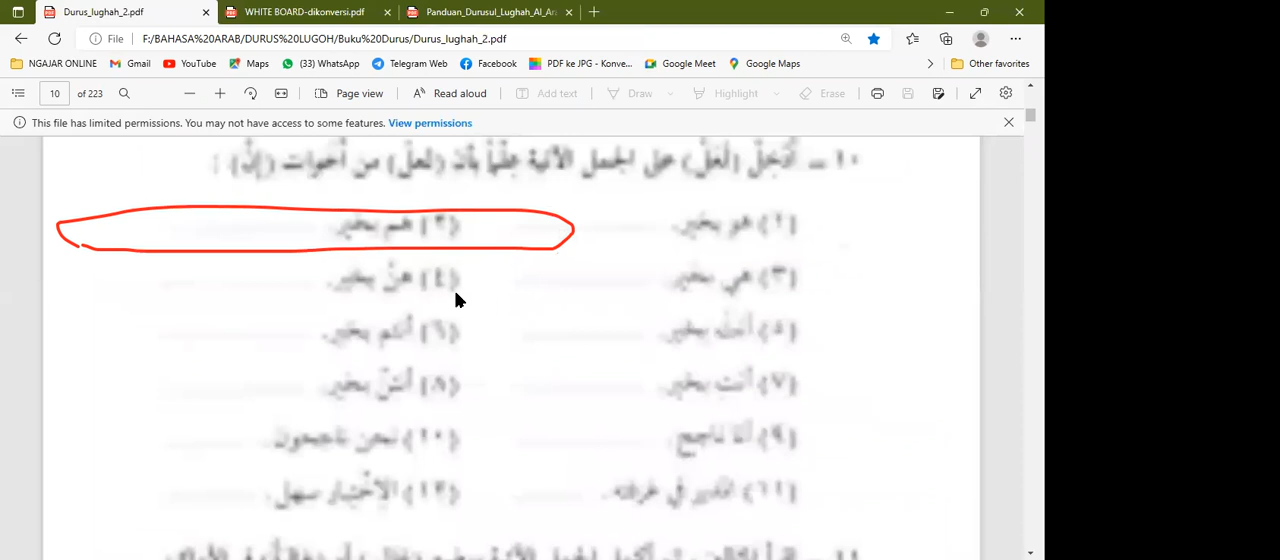 Durus_lughah_2.pdf WHITE BOARD-dikonversi.pdf Panduan_Durusul_Lughah_Al_Ara
File F:/BAHASA%20ARAB/DURUS%20LUGOH/Buku%20Durus/Durus_lughah_2.pdf
NGAJAR ONLINE Gmail YouTube Maps (33) WhatsApp Telegram Web Facebook PDF ke JPG - Konve... Google Meet Google Maps Other favorites
10 of 223 Page view Read aloud Add text Draw Highlight Erase
This file has limited permissions. You may not have access to some features. View permissions
١٠ – أَدْخِلْ (لَعَلَّ) على الجمل الآتية عِلْمًا بأن (لعلّ) من أخوات (إنّ) :
(١) هو بخير. (٢) هم بخير.
(٣) هي بخير. (٤) هنّ بخير.
(٥) أنتَ بخير. (٦) أنتم بخير.
(٧) أنتِ بخير. (٨) أنتنّ بخير.
(٩) أنا ناجح. (١٠) نحن ناجحون.
(١١) المدير في غرفته. (١٢) الاخْتِبار سهل.